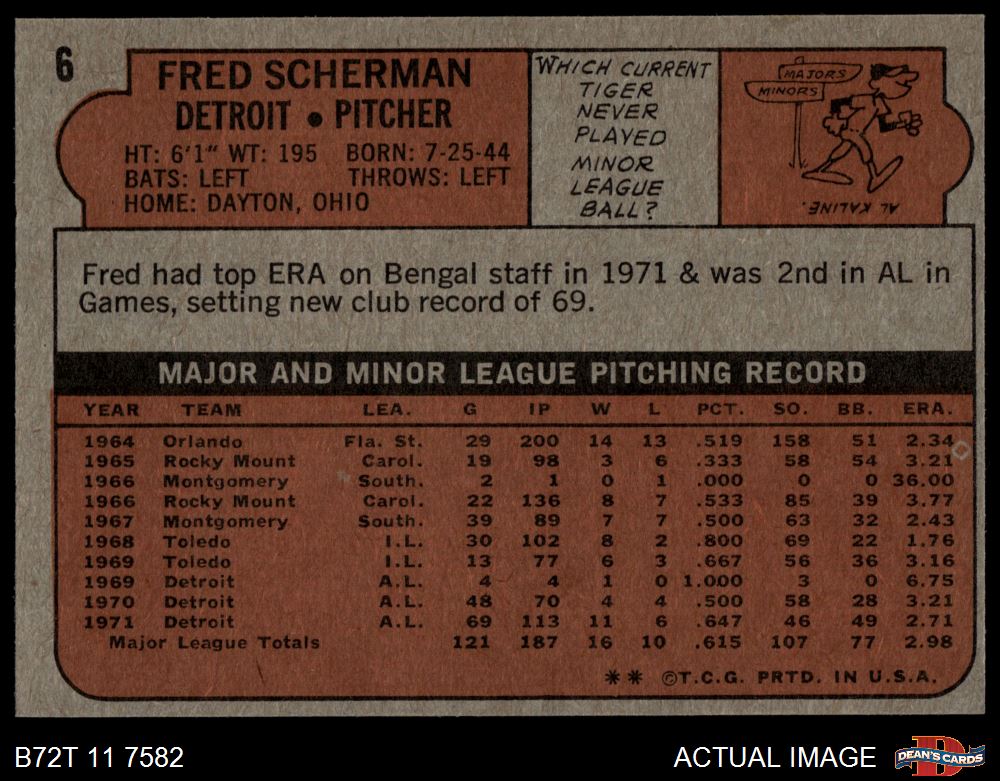 6
FRED SCHERMAN
DETROIT • PITCHER
HT: 6'1" WT: 195 BORN: 7-25-44
BATS: LEFT THROWS: LEFT
HOME: DAYTON, OHIO
WHICH CURRENT
TIGER
NEVER
PLAYED
MINOR
LEAGUE
BALL?
MAJORS
MINORS
AL KALINE.
Fred had top ERA on Bengal staff in 1971 & was 2nd in AL in
Games, setting new club record of 69.
MAJOR AND MINOR LEAGUE PITCHING RECORD
YEAR TEAM LEA. G IP W L PCT. SO. BB. ERA.
1964 Orlando Fla. St. 29 200 14 13 .519 158 51 2.34
1965 Rocky Mount Carol. 19 98 3 6 .333 58 54 3.21
1966 Montgomery South. 2 1 0 1 .000 0 0 36.00
1966 Rocky Mount Carol. 22 136 8 7 .533 85 39 3.77
1967 Montgomery South. 39 89 7 7 .500 63 32 2.43
1968 Toledo I.L. 30 102 8 2 .800 69 22 1.76
1969 Toledo I.L. 13 77 6 3 .667 56 36 3.16
1969 Detroit A.L. 4 4 1 0 1.000 3 0 6.75
1970 Detroit A.L. 48 70 4 4 .500 58 28 3.21
1971 Detroit A.L. 69 113 11 6 .647 46 49 2.71
Major League Totals 121 187 16 10 .615 107 77 2.98
** ©T.C.G. PRTD. IN U.S.A.
B72T 11 7582
ACTUAL IMAGE
D
DEAN'S CARDS